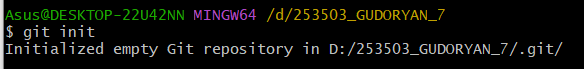 Asus@DESKTOP-22U42NN MINGW64 /d/253503_GUDORYAN_7
$ git init
Initialized empty Git repository in D:/253503_GUDORYAN_7/.git/